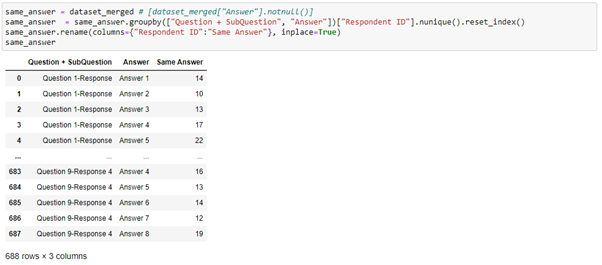 same_answer = dataset_merged # [dataset_merged["Answer"].notnull()]
same_answer  = same_answer.groupby(["Question + SubQuestion", "Answer"])["Respondent ID"].nunique().reset_index()
same_answer.rename(columns={"Respondent ID":"Same Answer"}, inplace=True)
same_answer
Question + SubQuestion Answer Same Answer
0 Question 1-Response Answer 1 14
1 Question 1-Response Answer 2 10
2 Question 1-Response Answer 3 13
3 Question 1-Response Answer 4 17
4 Question 1-Response Answer 5 22
... ... ... ...
683 Question 9-Response 4 Answer 4 16
684 Question 9-Response 4 Answer 5 13
685 Question 9-Response 4 Answer 6 14
686 Question 9-Response 4 Answer 7 12
687 Question 9-Response 4 Answer 8 19
688 rows × 3 columns